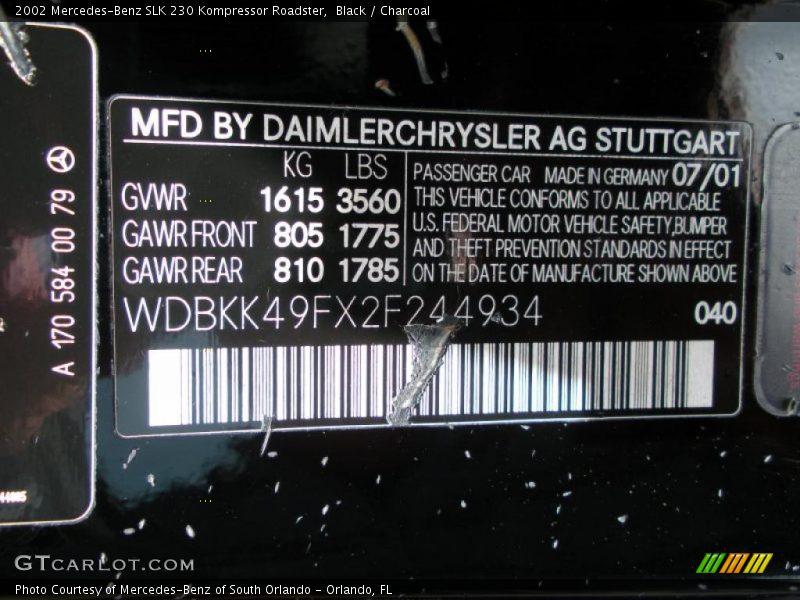 2002 Mercedes-Benz SLK 230 Kompressor Roadster, Black / Charcoal
A 170 584 00 79
MFD BY DAIMLERCHRYSLER AG STUTTGART
KG LBS
GVWR 1615 3560
GAWR FRONT 805 1775
GAWR REAR 810 1785
PASSENGER CAR MADE IN GERMANY 07/01
THIS VEHICLE CONFORMS TO ALL APPLICABLE
U.S. FEDERAL MOTOR VEHICLE SAFETY, BUMPER
AND THEFT PREVENTION STANDARDS IN EFFECT
ON THE DATE OF MANUFACTURE SHOWN ABOVE
WDBKK49FX2F244934 040
GTCARLOT.COM
Photo Courtesy of Mercedes-Benz of South Orlando - Orlando, FL